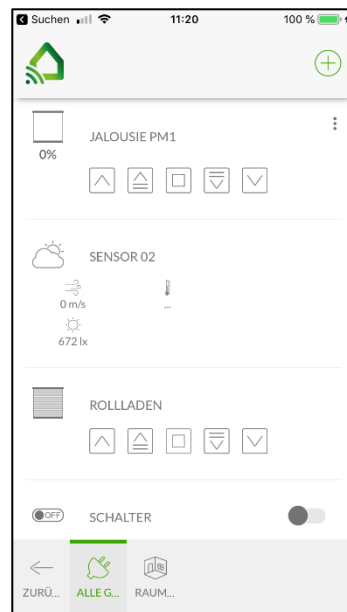 Suchen 11:20 100 %
JALOUSIE PM1
0%
SENSOR 02
0 m/s ...
672 lx
ROLLLADEN
OFF SCHALTER
ZURÜ... ALLE G... RAUM...